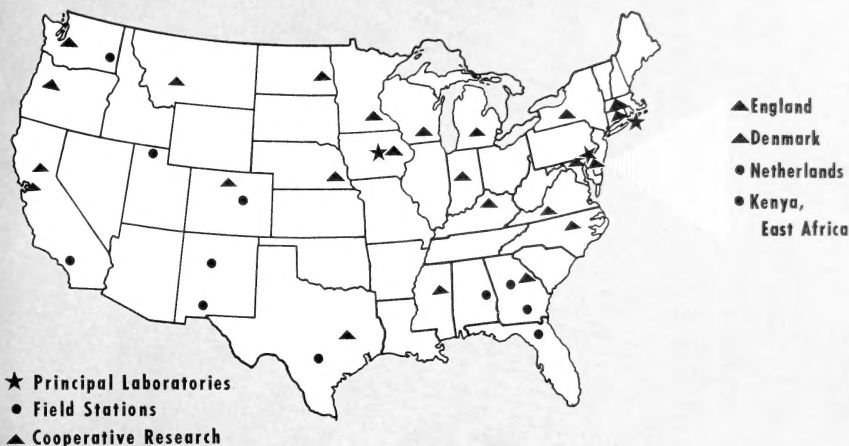 England
Denmark
Netherlands
Kenya,
East Africa
Principal Laboratories
Field Stations
Cooperative Research